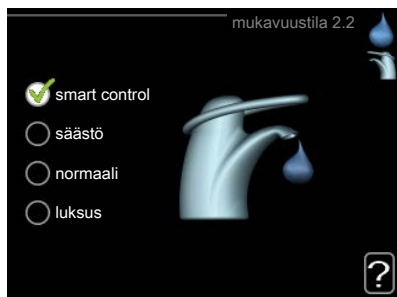 mukavuustila 2.2
smart control
säästö
normaali
luksus
?